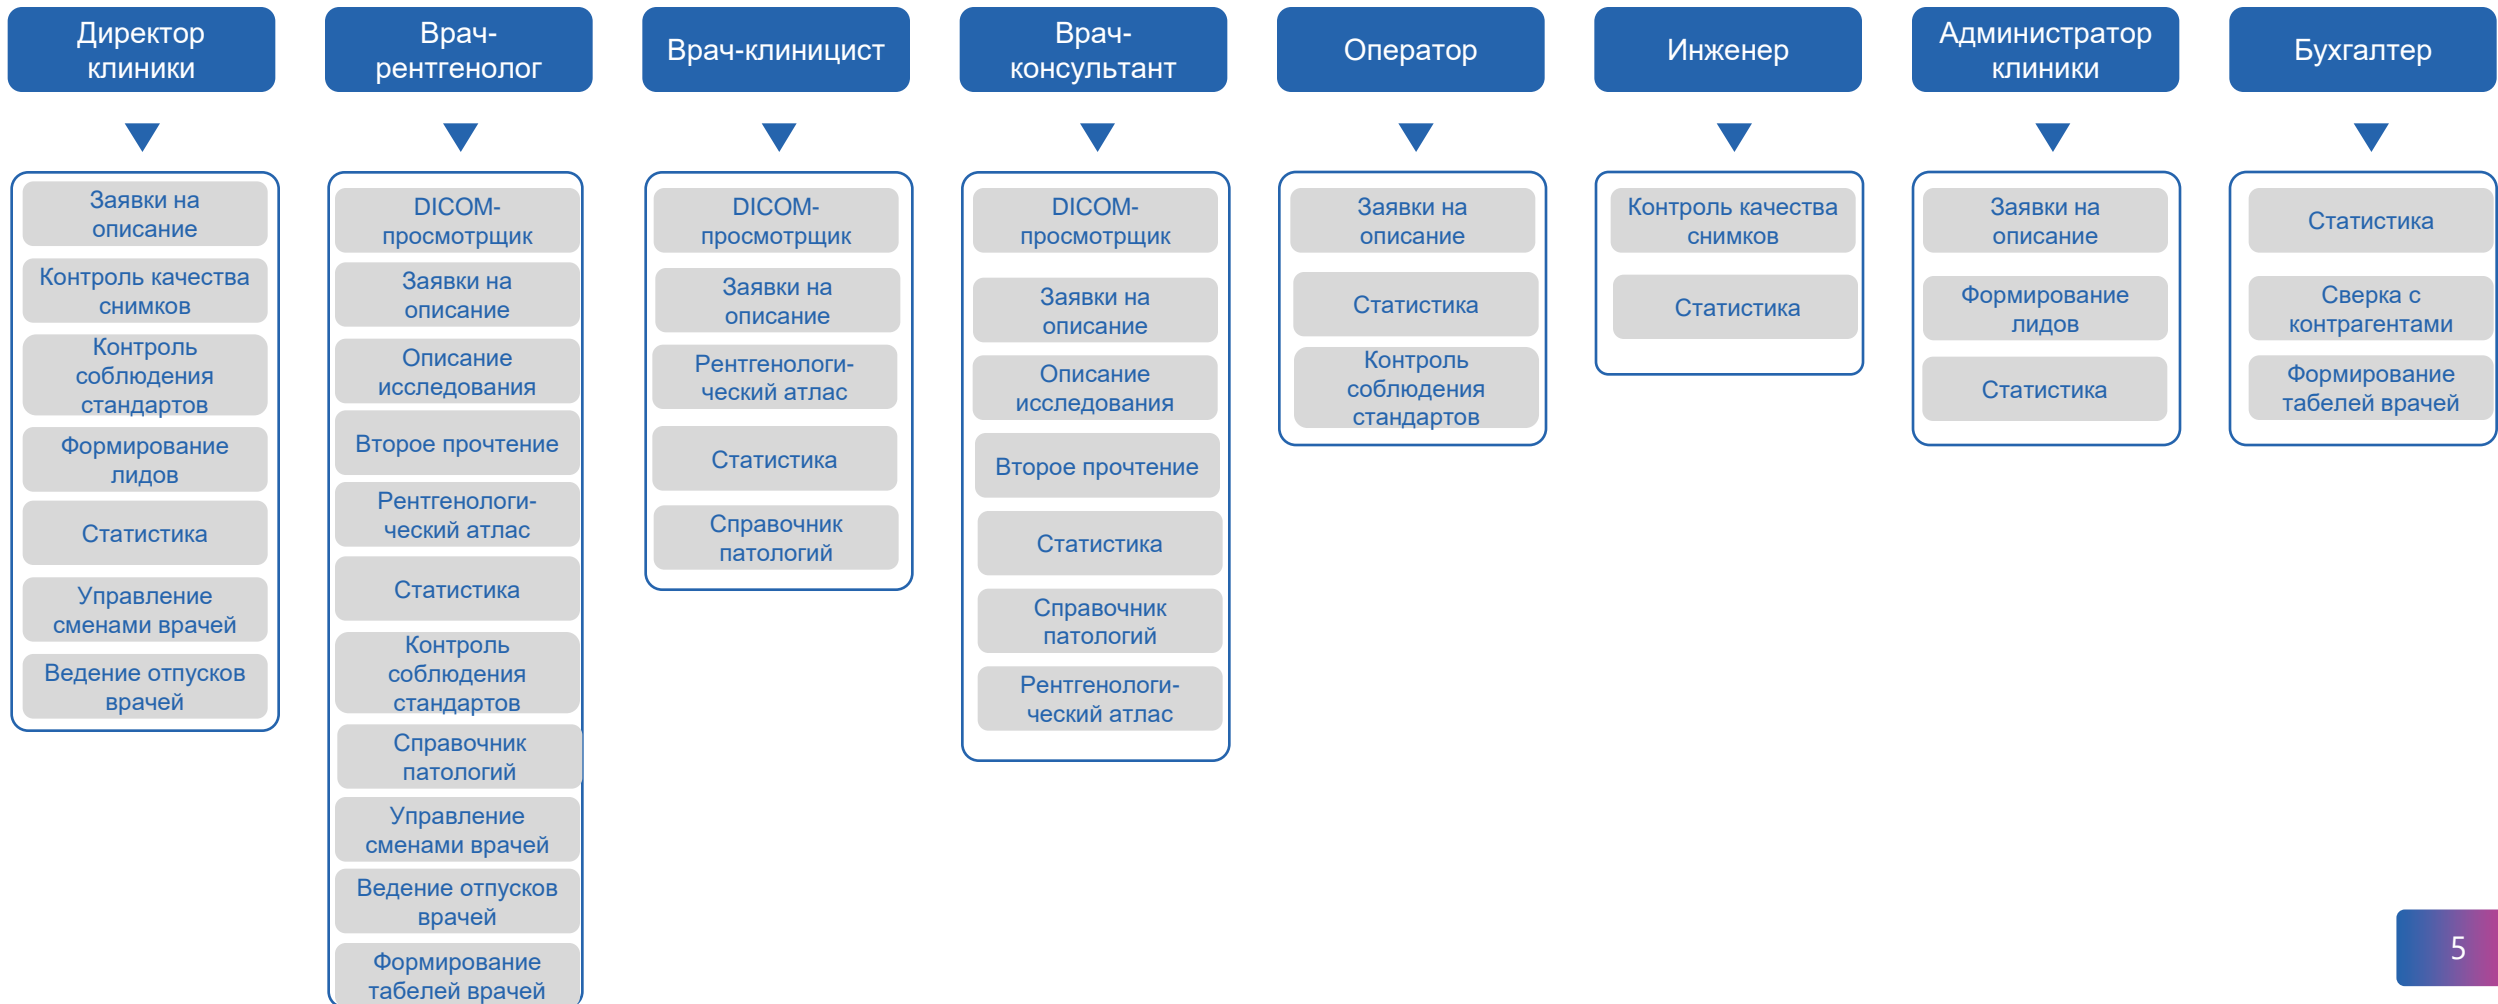 Директор
клиники
Врач-
рентгенолог
Врач-клиницист
Врач-
консультант
Оператор
Инженер
Администратор
клиники
Бухгалтер
Заявки на
описание
Контроль качества
снимков
Контроль
соблюдения
стандартов
Формирование
лидов
Статистика
Управление
сменами врачей
Ведение отпусков
врачей
DICOM-
просмотрщик
Заявки на
описание
Описание
исследования
Второе прочтение
Рентгенологи-
ческий атлас
Статистика
Контроль
соблюдения
стандартов
Справочник
патологий
Управление
сменами врачей
Ведение отпусков
врачей
Формирование
табелей врачей
DICOM-
просмотрщик
Заявки на
описание
Рентгенологи-
ческий атлас
Статистика
Справочник
патологий
DICOM-
просмотрщик
Заявки на
описание
Описание
исследования
Второе прочтение
Статистика
Справочник
патологий
Рентгенологи-
ческий атлас
Заявки на
описание
Статистика
Контроль
соблюдения
стандартов
Контроль качества
снимков
Статистика
Заявки на
описание
Формирование
лидов
Статистика
Статистика
Сверка с
контрагентами
Формирование
табелей врачей
5